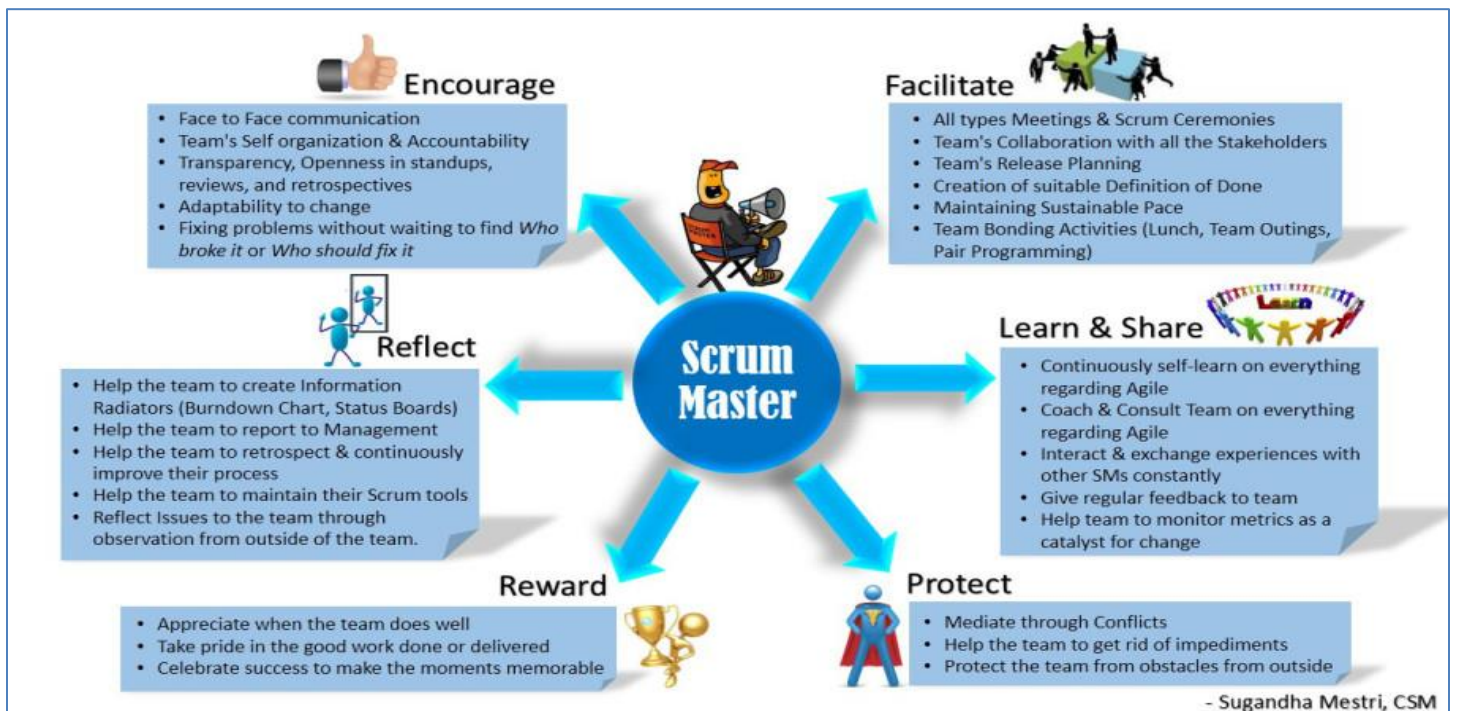 Encourage
• Face to Face communication
• Team's Self organization & Accountability
• Transparency, Openness in standups,
reviews, and retrospectives
• Adaptability to change
• Fixing problems without waiting to find Who
broke it or Who should fix it
Facilitate
• All types Meetings & Scrum Ceremonies
• Team's Collaboration with all the Stakeholders
• Team's Release Planning
• Creation of suitable Definition of Done
• Maintaining Sustainable Pace
• Team Bonding Activities (Lunch, Team Outings,
Pair Programming)
SCRUM
MASTER
Scrum
Master
Reflect
• Help the team to create Information
Radiators (Burndown Chart, Status Boards)
• Help the team to report to Management
• Help the team to retrospect & continuously
improve their process
• Help the team to maintain their Scrum tools
• Reflect Issues to the team through
observation from outside of the team.
Learn
Learn & Share
• Continuously self-learn on everything
regarding Agile
• Coach & Consult Team on everything
regarding Agile
• Interact & exchange experiences with
other SMs constantly
• Give regular feedback to team
• Help team to monitor metrics as a
catalyst for change
Reward
• Appreciate when the team does well
• Take pride in the good work done or delivered
• Celebrate success to make the moments memorable
Protect
• Mediate through Conflicts
• Help the team to get rid of impediments
• Protect the team from obstacles from outside
- Sugandha Mestri, CSM